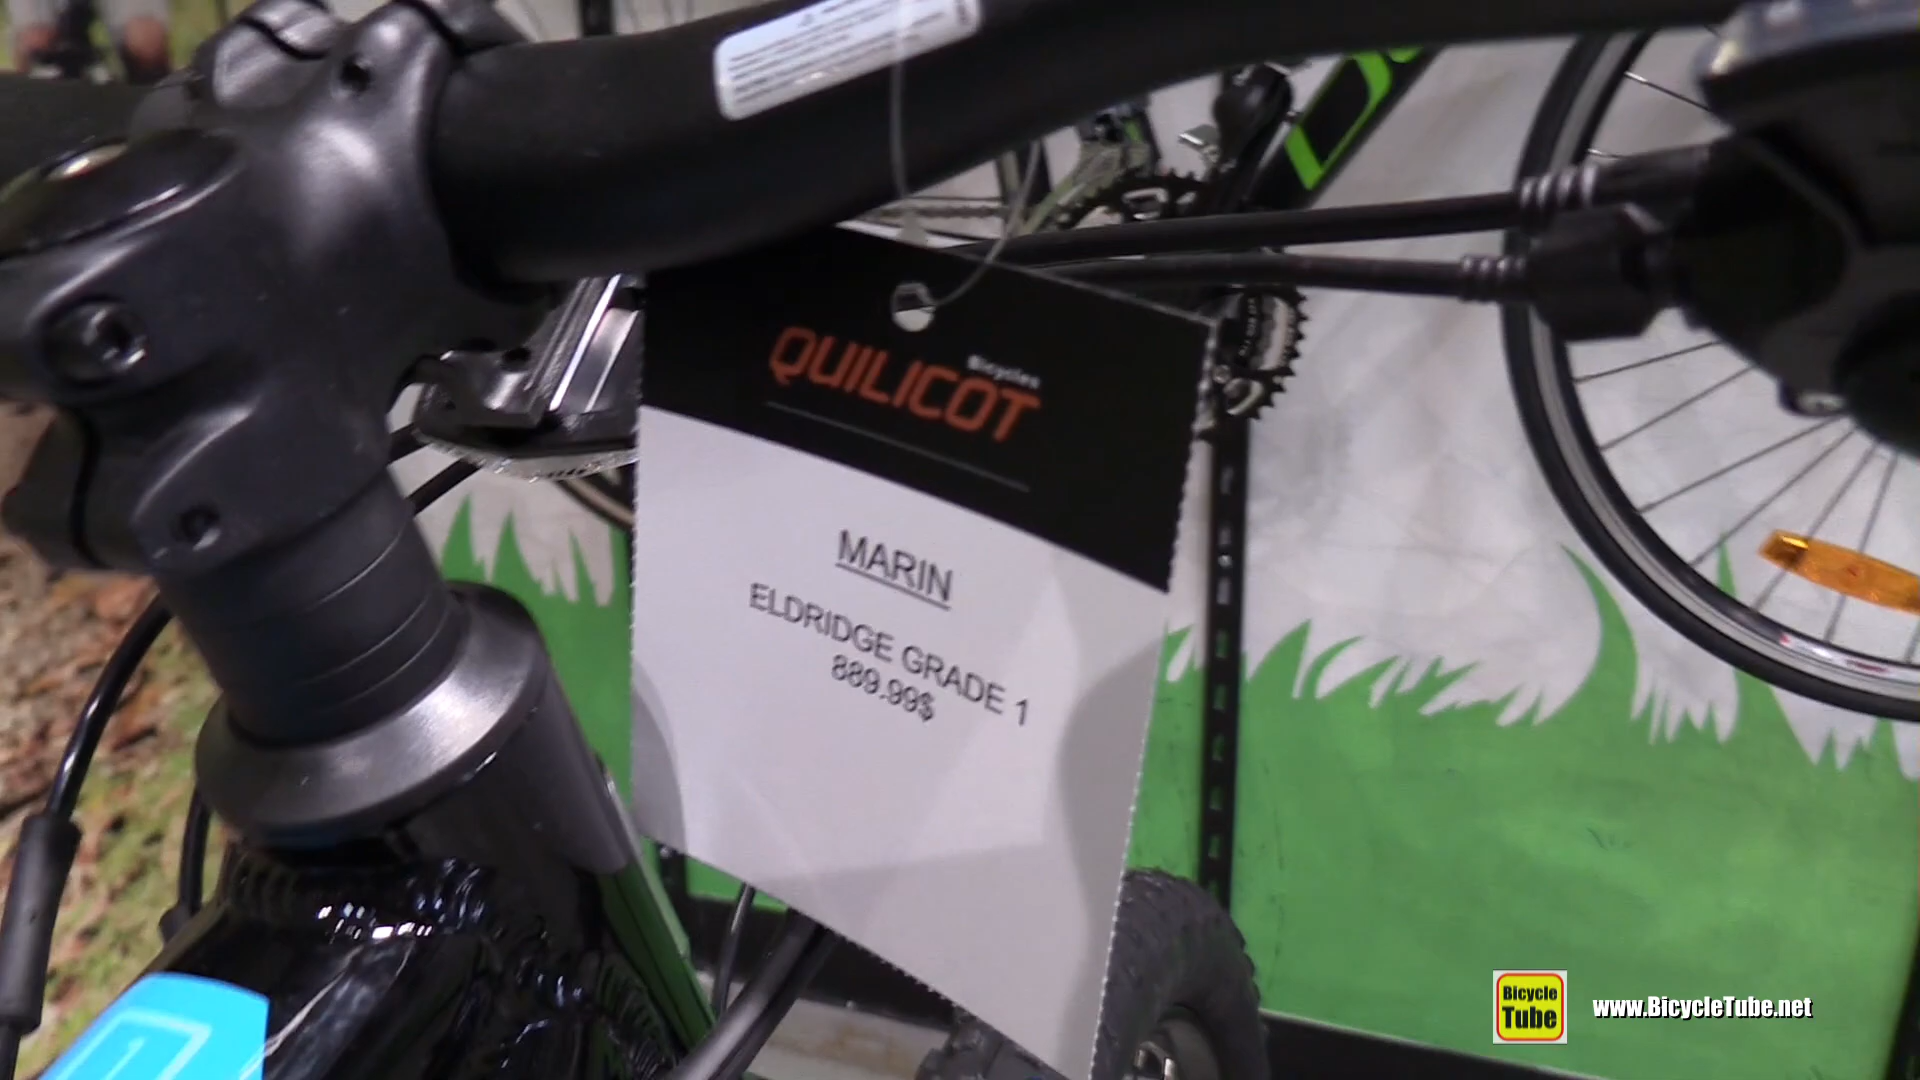 Bicycles
QUILICOT
MARIN
ELDRIDGE GRADE 1
889.99$
Bicycle
Tube
www.BicycleTube.net